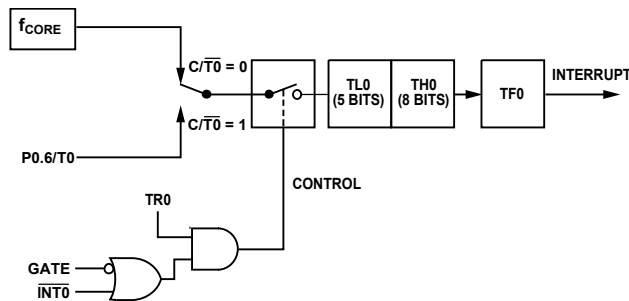 fCORE
C/T0 = 0
TL0
(5 BITS)
TH0
(8 BITS)
TF0
INTERRUPT
C/T0 = 1
P0.6/T0
CONTROL
TR0
GATE
INT0